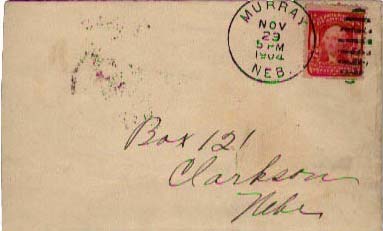 MURRAY
NOV
29
5 PM
1904
NEB.
Box 121
Clarkson
Nebr